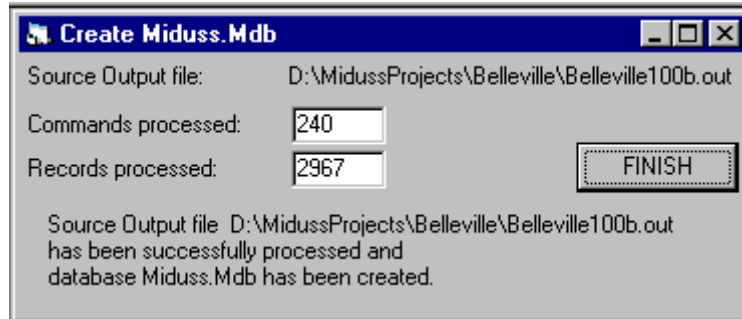 Create Miduss.Mdb
Source Output file: D:\MidussProjects\Belleville\Belleville100b.out
Commands processed: 240
Records processed: 2967
FINISH
Source Output file D:\MidussProjects\Belleville\Belleville100b.out
has been successfully processed and
database Miduss.Mdb has been created.